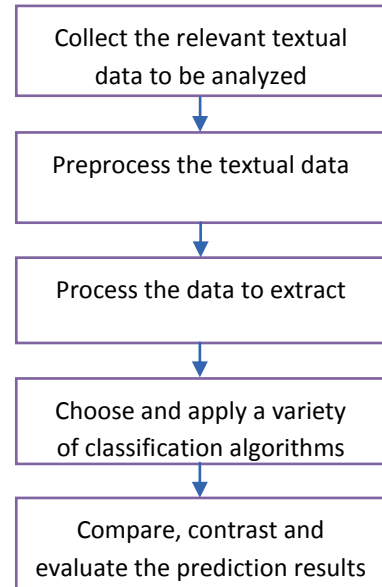 Collect the relevant textual
data to be analyzed
Preprocess the textual data
Process the data to extract
Choose and apply a variety
of classification algorithms
Compare, contrast and
evaluate the prediction results